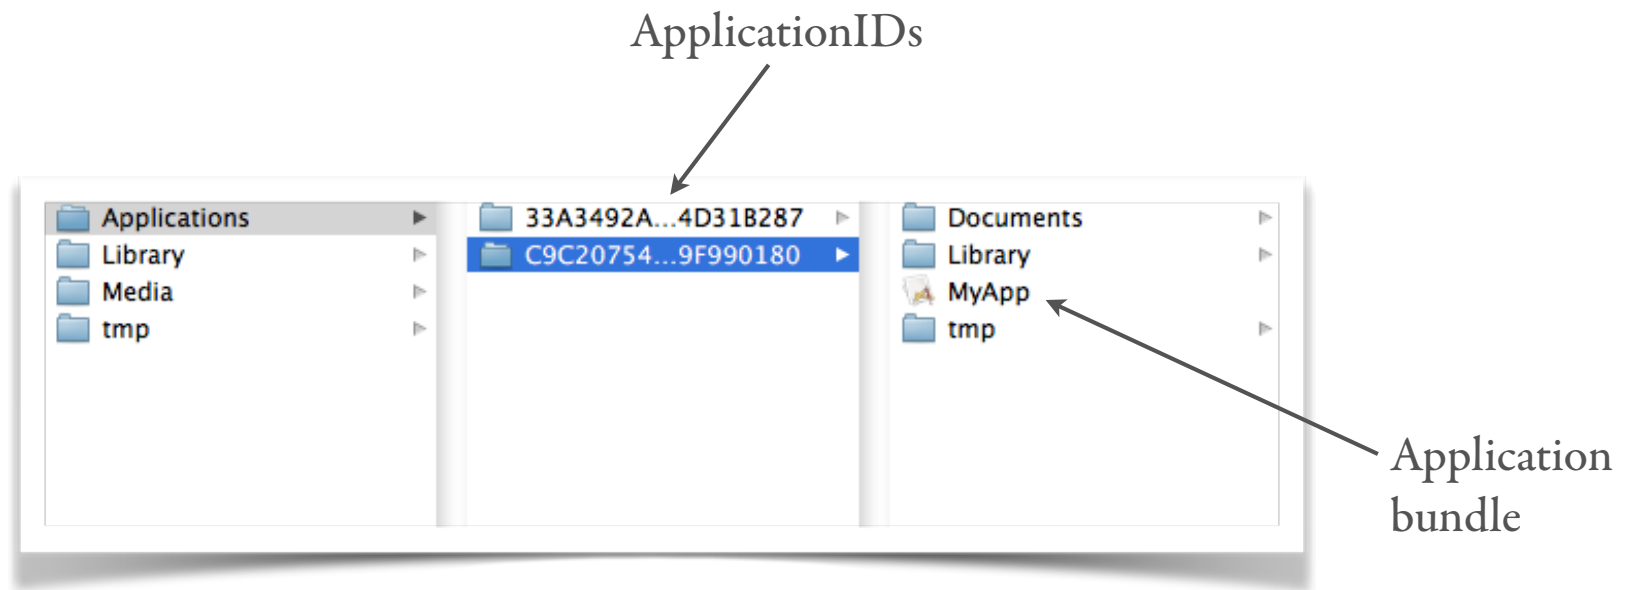 ApplicationIDs
Applications
Library
Media
tmp
33A3492A...4D31B287
C9C20754...9F990180
Documents
Library
MyApp
tmp
Application
bundle